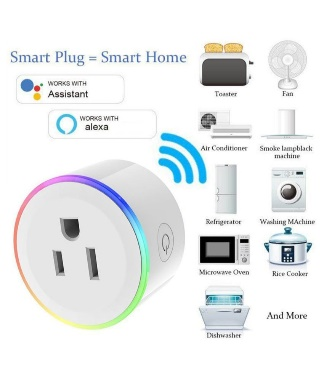 Smart Plug = Smart Home
WORKS WITH
Assistant
WORKS WITH
alexa
Toaster
Fan
Air Conditioner
Smoke lampblack
machine
Refrigerator
Washing MAchine
Microwave Oven
Rice Cooker
Dishwasher
And More